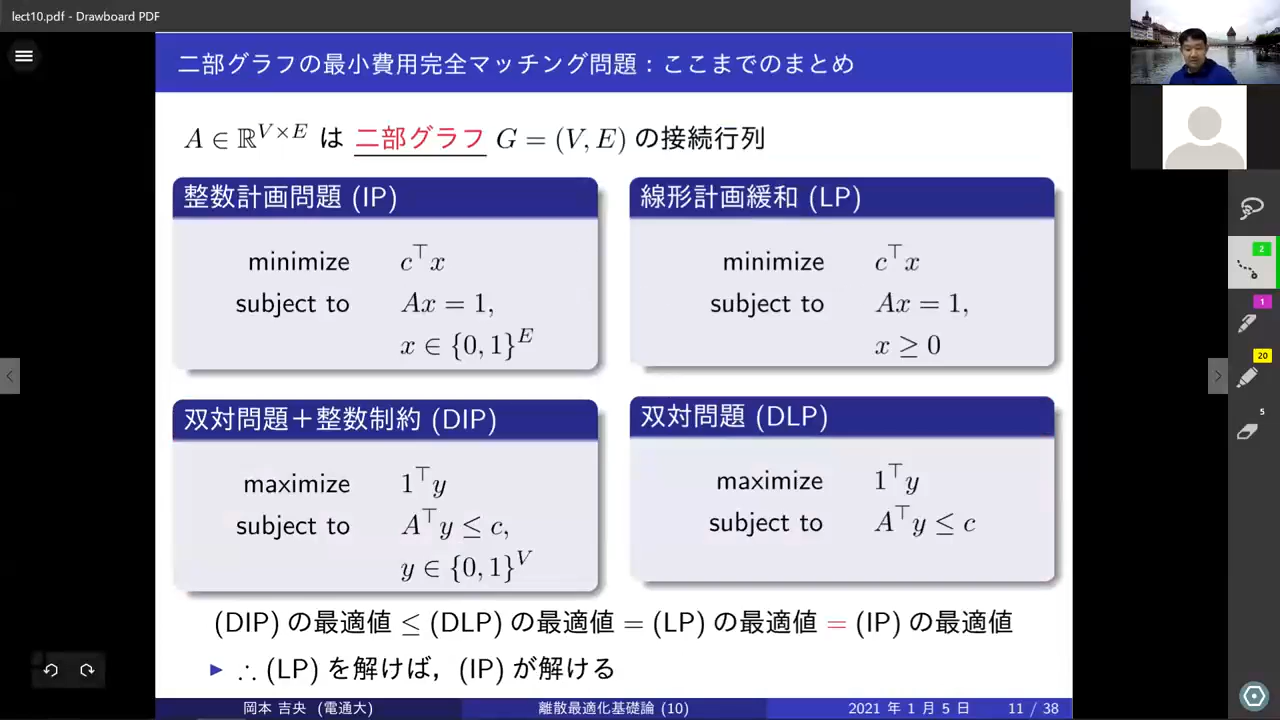 lect10.pdf - Drawboard PDF
二部グラフの最小費用完全マッチング問題：ここまでのまとめ
A ∈ ℝ^{V×E} は 二部グラフ G = (V, E) の接続行列
整数計画問題 (IP)
minimize c^⊤x
subject to Ax = 1,
x ∈ {0, 1}^E
線形計画緩和 (LP)
minimize c^⊤x
subject to Ax = 1,
x ≥ 0
双対問題＋整数制約 (DIP)
maximize 1^⊤y
subject to A^⊤y ≤ c,
y ∈ {0, 1}^V
双対問題 (DLP)
maximize 1^⊤y
subject to A^⊤y ≤ c
(DIP) の最適値 ≤ (DLP) の最適値 = (LP) の最適値 = (IP) の最適値
▶ ∴ (LP) を解けば，(IP) が解ける
岡本 吉央 (電通大) 離散最適化基礎論 (10) 2021 年 1 月 5 日 11 / 38
2
1
20
5